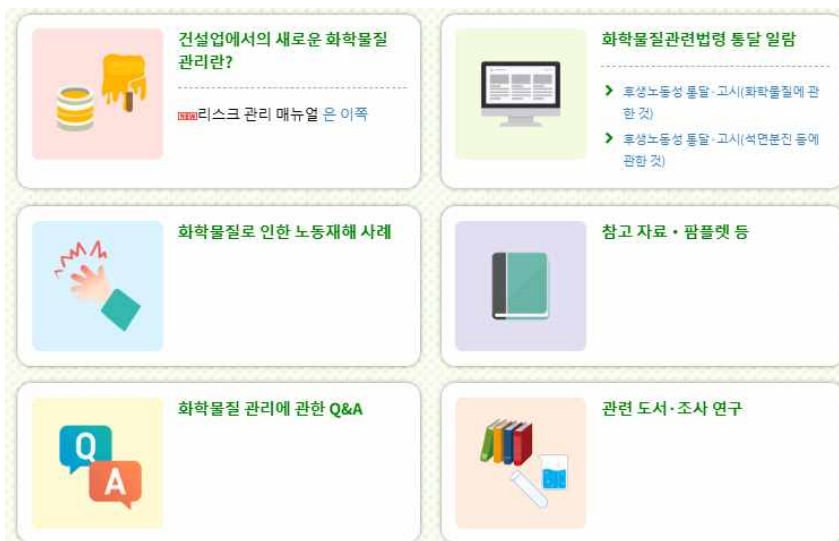 건설업에서의 새로운 화학물질
관리란?
NEW리스크 관리 매뉴얼 은 이쪽
화학물질관련법령 통달 일람
후생노동성 통달·고시(화학물질에 관
한 것)
후생노동성 통달·고시(석면분진 등에
관한 것)
화학물질로 인한 노동재해 사례
참고 자료・팜플렛 등
Q
A
화학물질 관리에 관한 Q&A
관련 도서·조사 연구